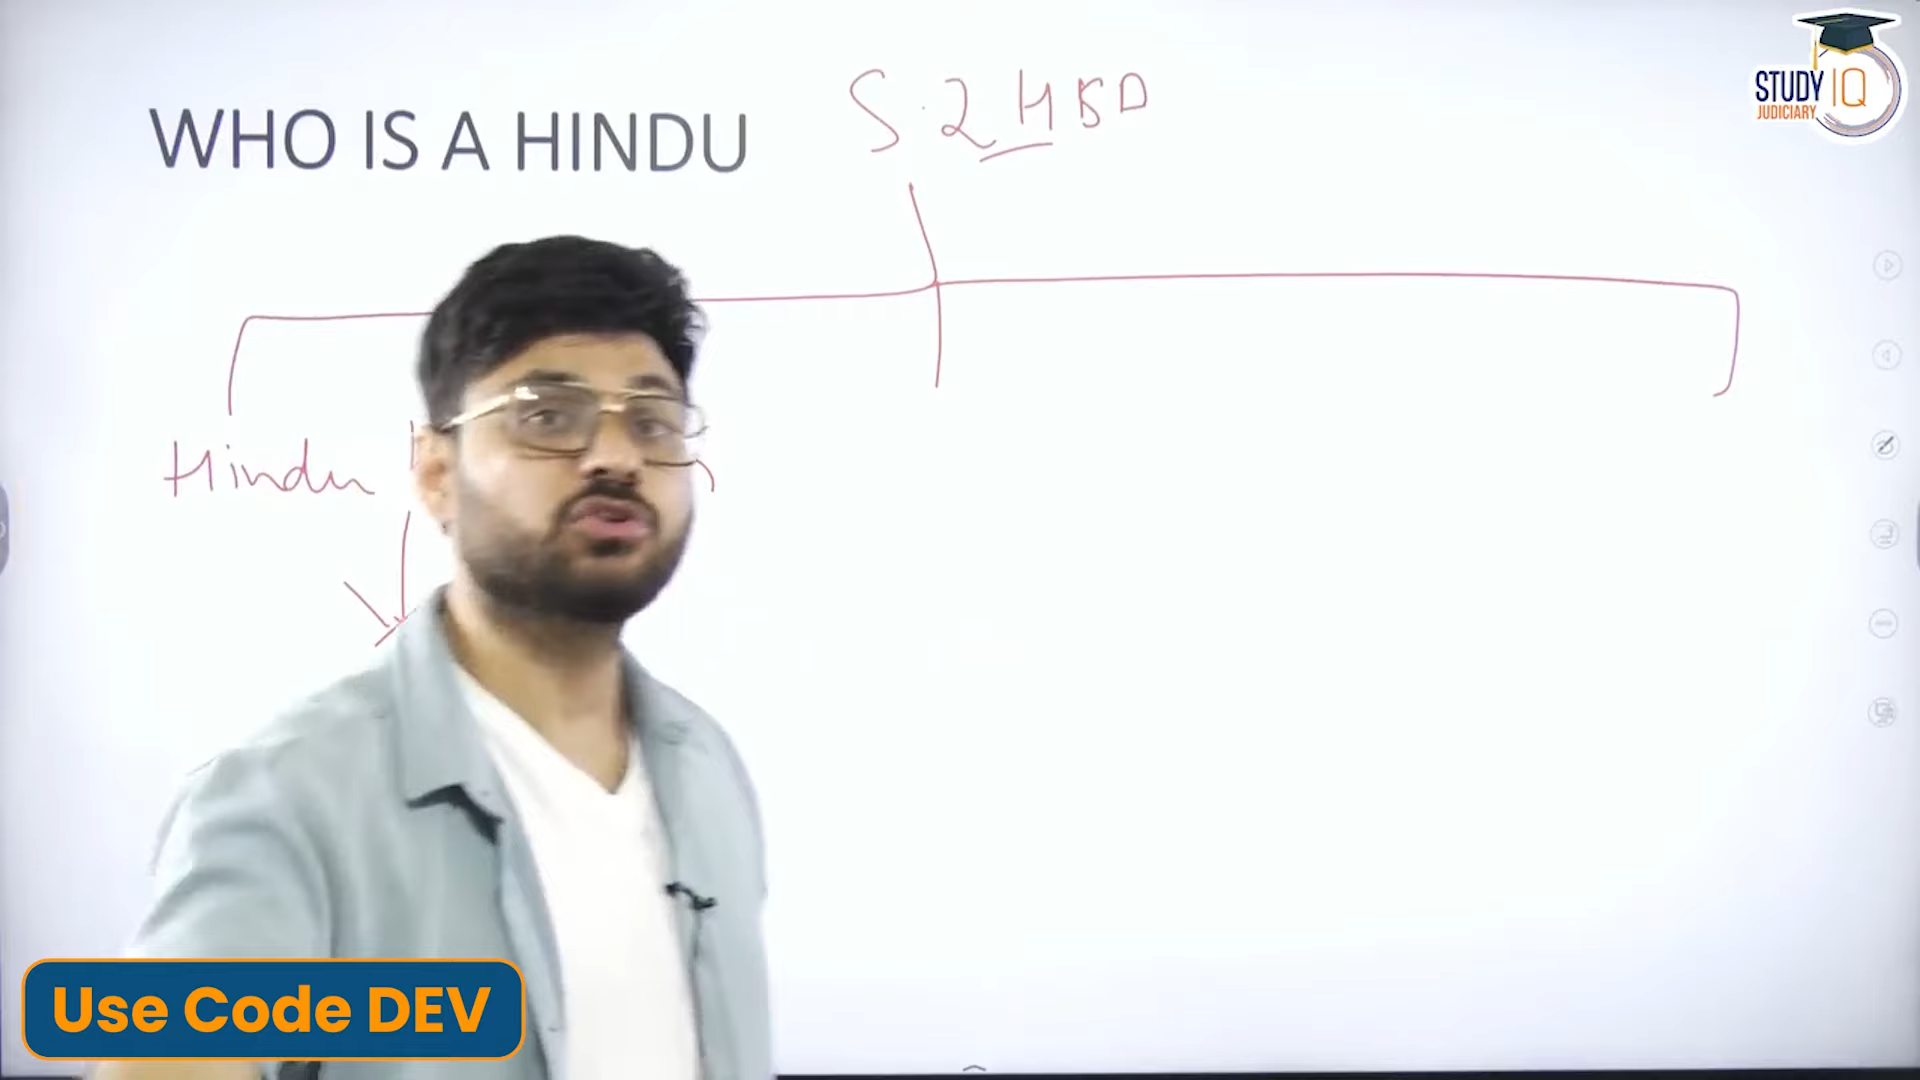 WHO IS A HINDU
S.2 HSA
STUDY IQ
JUDICIARY
Hindu
Use Code DEV